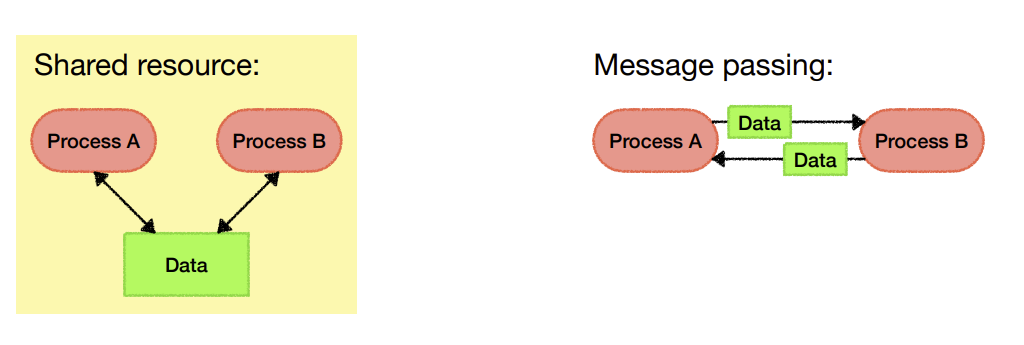 Shared resource:
Process A
Process B
Data
Message passing:
Process A
Data
Data
Process B